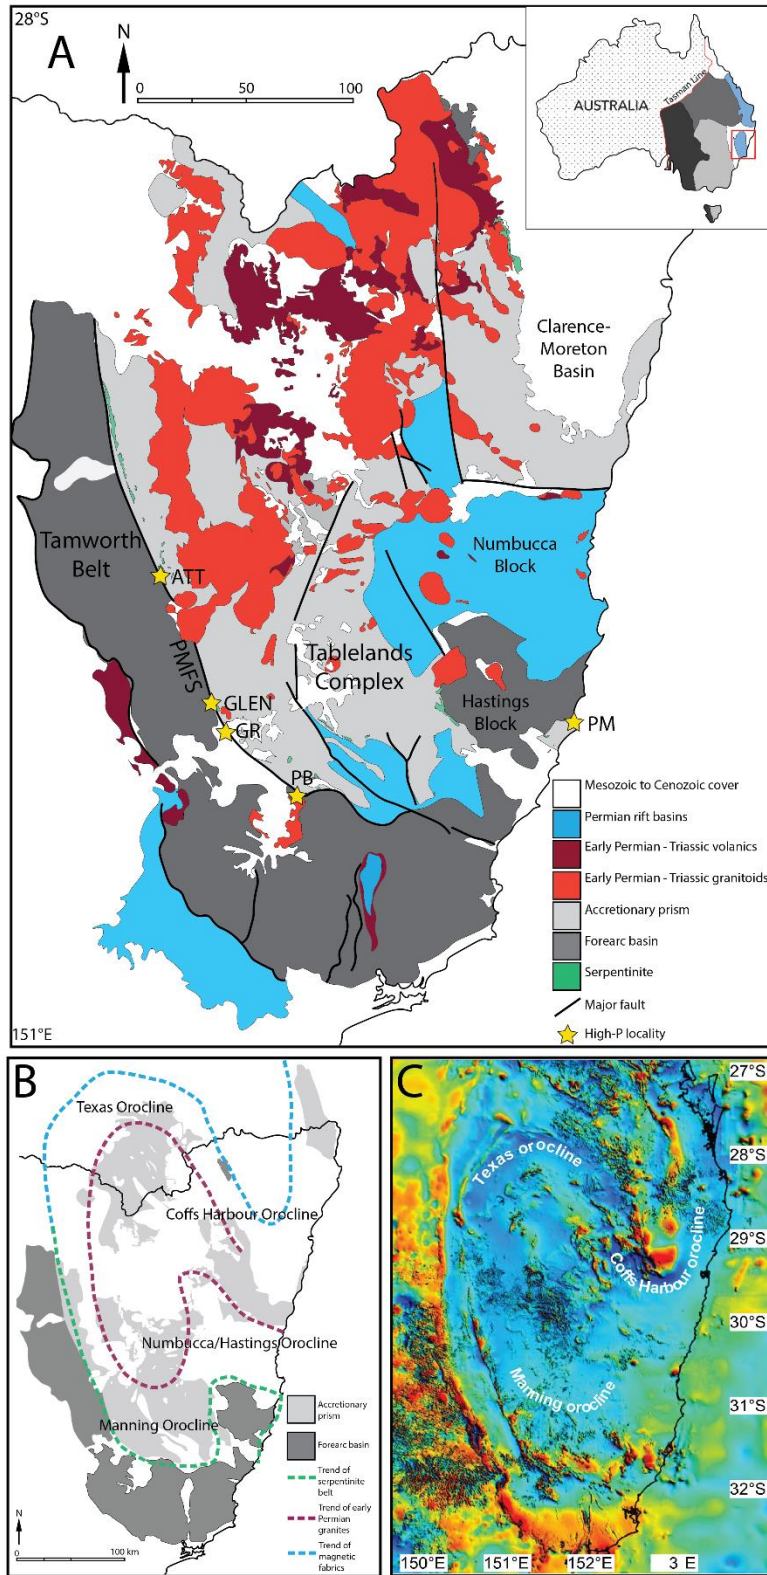 28°S
A
N
10 40 50 100
AUSTRALIA
Tasman Line
Clarence-
Moreton
Basin
Tamworth
Belt
ATT
Numbucca
Block
PMFS
Tablelands
Complex
GLEN
GR
Hastings
Block
PM
PB
Mesozoic to Cenozoic cover
Permian rift basins
Early Permian - Triassic volanics
Early Permian - Triassic granitoids
Accretionary prism
Forearc basin
Serpentinite
Major fault
High-P locality
151°E
B
Texas Orocline
Coffs Harbour Orocline
Numbucca/Hastings Orocline
Manning Orocline
Accretionary
prism
Forearc basin
Trend of
serpentinite
belt
Trend of early
Permian
granites
Trend of
magnetic
fabrics
N
0 100 km
C
27°S
Texas orocline
28°S
Coffs Harbour orocline
29°S
30°S
Manning orocline
31°S
32°S
150°E 151°E 152°E 3 E